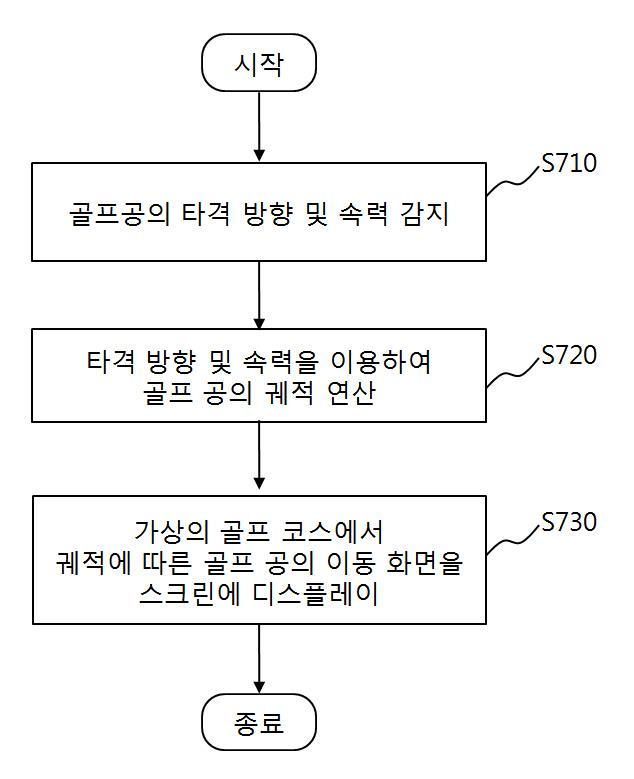 시작
S710
골프공의 타격 방향 및 속력 감지
S720
타격 방향 및 속력을 이용하여
골프 공의 궤적 연산
S730
가상의 골프 코스에서
궤적에 따른 골프 공의 이동 화면을
스크린에 디스플레이
종료